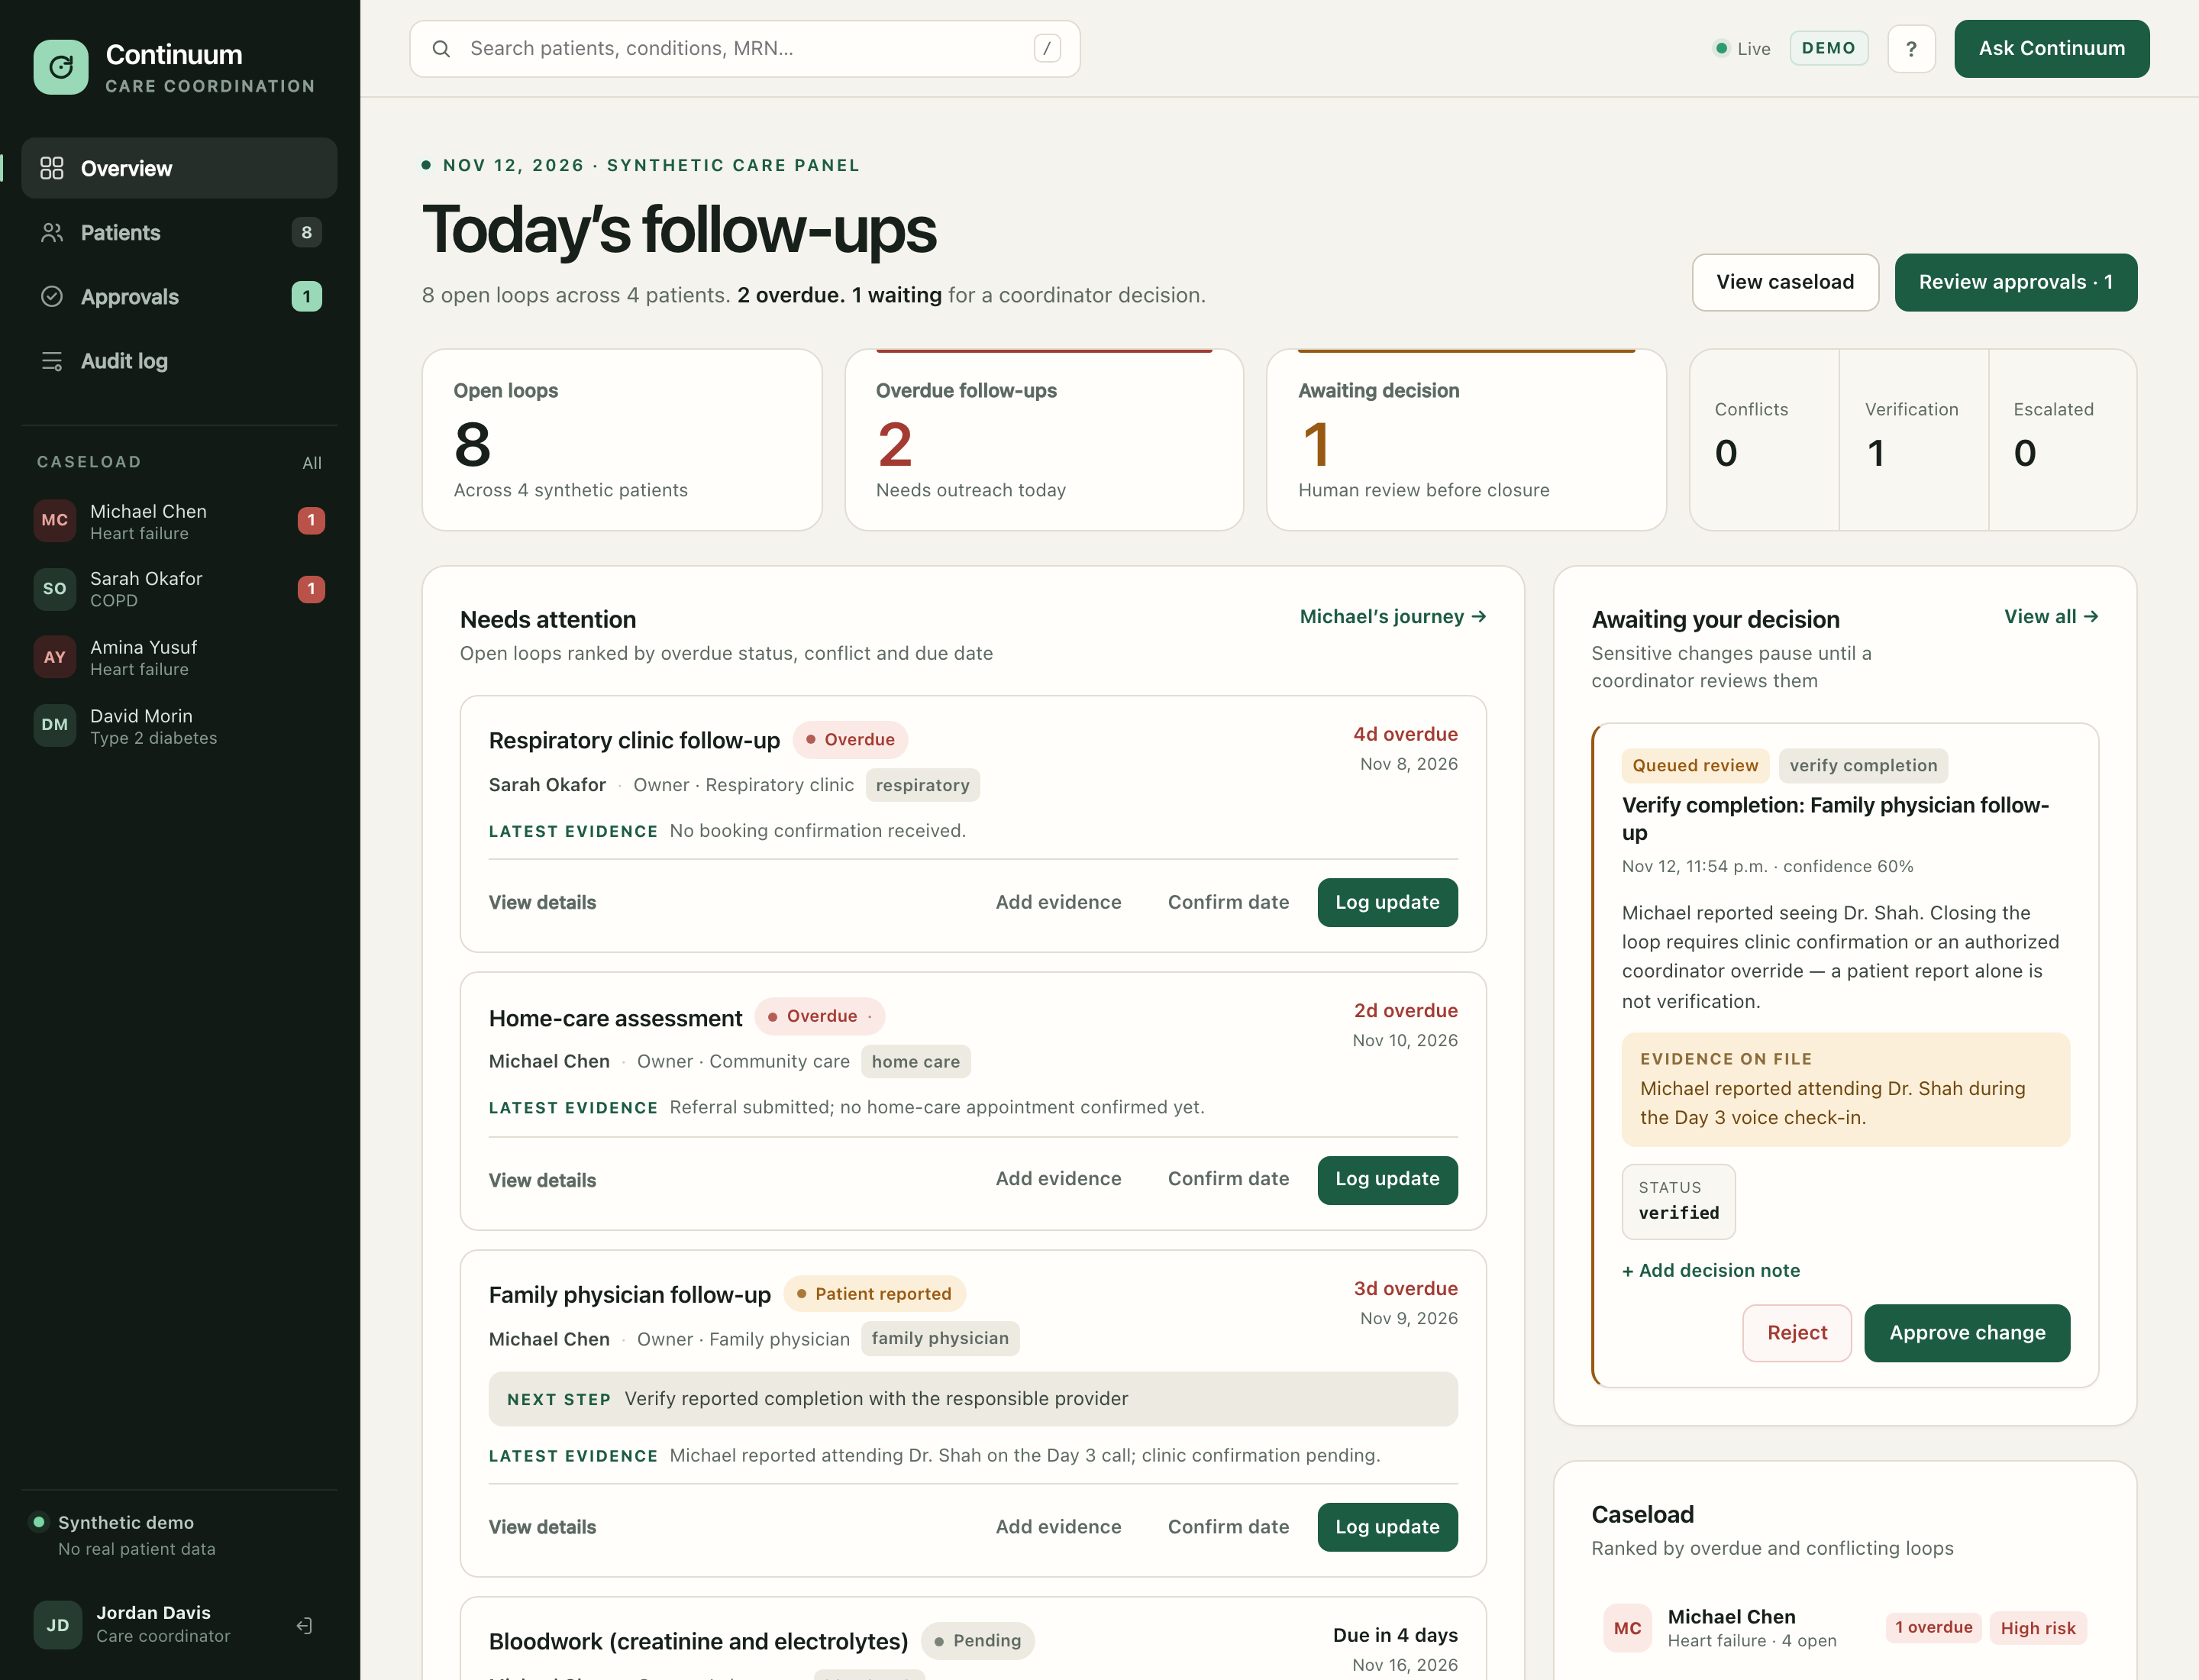 Continuum
CARE COORDINATION
Overview
Patients 8
Approvals 1
Audit log
CASELOAD All
MC Michael Chen 1
Heart failure
SO Sarah Okafor 1
COPD
AY Amina Yusuf
Heart failure
DM David Morin
Type 2 diabetes
Synthetic demo
No real patient data
JD Jordan Davis
Care coordinator
Search patients, conditions, MRN... /
Live DEMO ? Ask Continuum
NOV 12, 2026 · SYNTHETIC CARE PANEL
Today's follow-ups
8 open loops across 4 patients. 2 overdue. 1 waiting for a coordinator decision.
View caseload Review approvals · 1
Open loops
8
Across 4 synthetic patients
Overdue follow-ups
2
Needs outreach today
Awaiting decision
1
Human review before closure
Conflicts
0
Verification
1
Escalated
0
Needs attention Michael's journey →
Open loops ranked by overdue status, conflict and due date
Respiratory clinic follow-up Overdue 4d overdue
Nov 8, 2026
Sarah Okafor · Owner · Respiratory clinic respiratory
LATEST EVIDENCE No booking confirmation received.
View details Add evidence Confirm date Log update
Home-care assessment Overdue · 2d overdue
Nov 10, 2026
Michael Chen · Owner · Community care home care
LATEST EVIDENCE Referral submitted; no home-care appointment confirmed yet.
View details Add evidence Confirm date Log update
Family physician follow-up Patient reported 3d overdue
Nov 9, 2026
Michael Chen · Owner · Family physician family physician
NEXT STEP Verify reported completion with the responsible provider
LATEST EVIDENCE Michael reported attending Dr. Shah on the Day 3 call; clinic confirmation pending.
View details Add evidence Confirm date Log update
Bloodwork (creatinine and electrolytes) Pending Due in 4 days
Nov 16, 2026
Awaiting your decision View all →
Sensitive changes pause until a
coordinator reviews them
Queued review verify completion
Verify completion: Family physician follow-
up
Nov 12, 11:54 p.m. · confidence 60%
Michael reported seeing Dr. Shah. Closing the
loop requires clinic confirmation or an authorized
coordinator override — a patient report alone is
not verification.
EVIDENCE ON FILE
Michael reported attending Dr. Shah during
the Day 3 voice check-in.
STATUS
verified
+ Add decision note
Reject Approve change
Caseload
Ranked by overdue and conflicting loops
MC Michael Chen 1 overdue High risk
Heart failure · 4 open